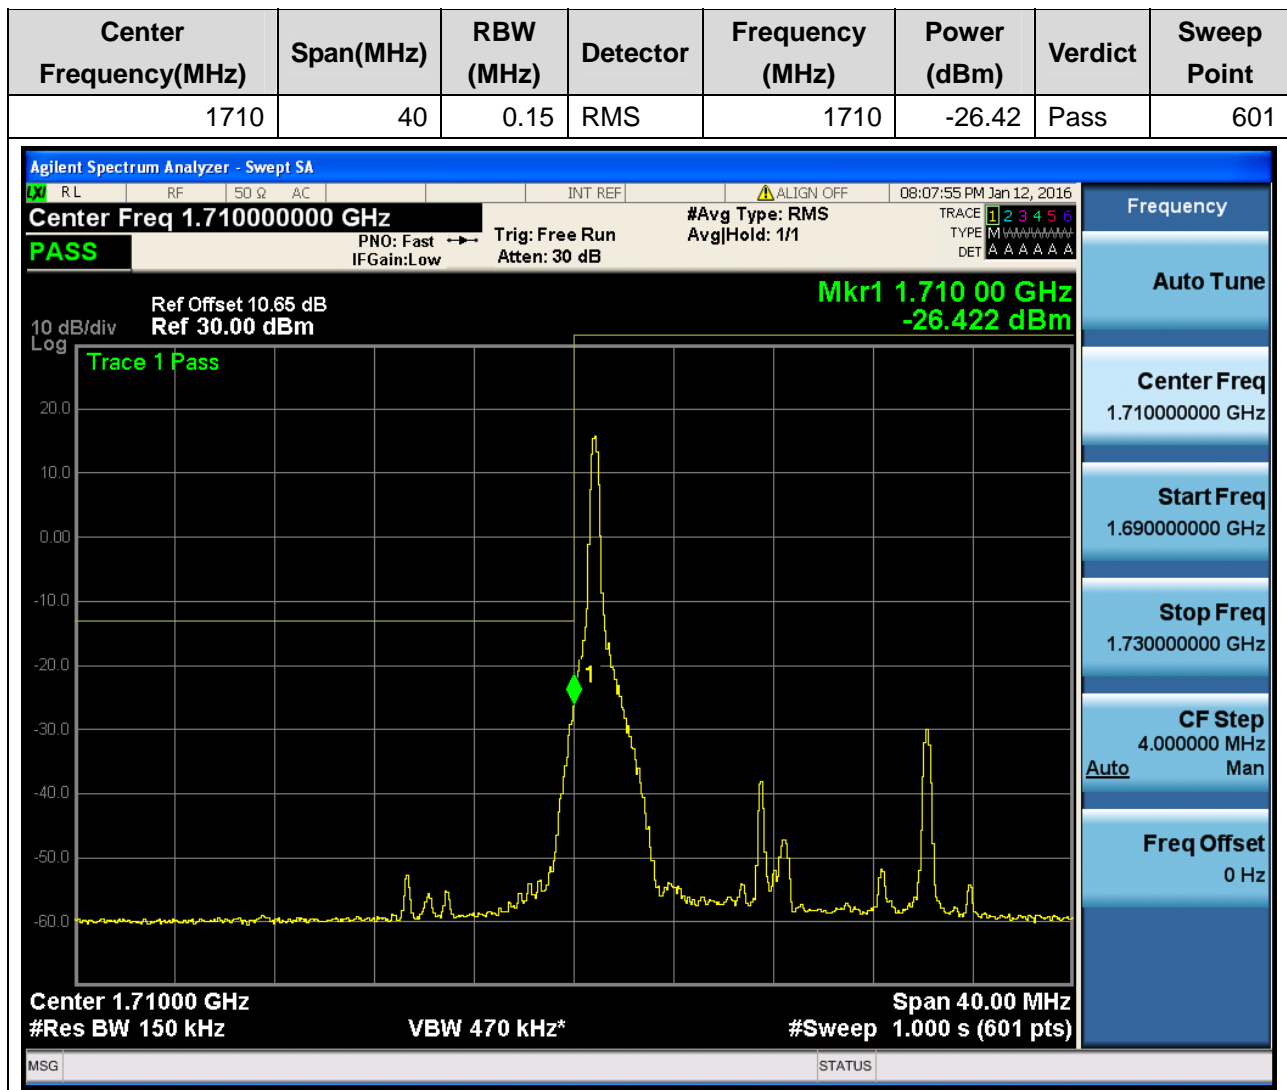 Center Frequency(MHz) Span(MHz) RBW (MHz) Detector Frequency (MHz) Power (dBm) Verdict Sweep Point
1710 40 0.15 RMS 1710 -26.42 Pass 601
Agilent Spectrum Analyzer - Swept SA
LXI RL RF 50 Ω AC INT REF ALIGN OFF 08:07:55 PM Jan 12, 2016
Center Freq 1.710000000 GHz
PASS
PNO: Fast
IFGain:Low
Trig: Free Run
Atten: 30 dB
#Avg Type: RMS
Avg|Hold: 1/1
TRACE 1 2 3 4 5 6
TYPE M W W W W W
DET A A A A A A
Mkr1 1.710 00 GHz
-26.422 dBm
Ref Offset 10.65 dB
10 dB/div Ref 30.00 dBm
Log
Trace 1 Pass
20.0
10.0
0.00
-10.0
-20.0
1
-30.0
-40.0
-50.0
-60.0
Center 1.71000 GHz Span 40.00 MHz
#Res BW 150 kHz VBW 470 kHz* #Sweep 1.000 s (601 pts)
MSG STATUS
Frequency
Auto Tune
Center Freq
1.710000000 GHz
Start Freq
1.690000000 GHz
Stop Freq
1.730000000 GHz
CF Step
4.000000 MHz
Auto Man
Freq Offset
0 Hz